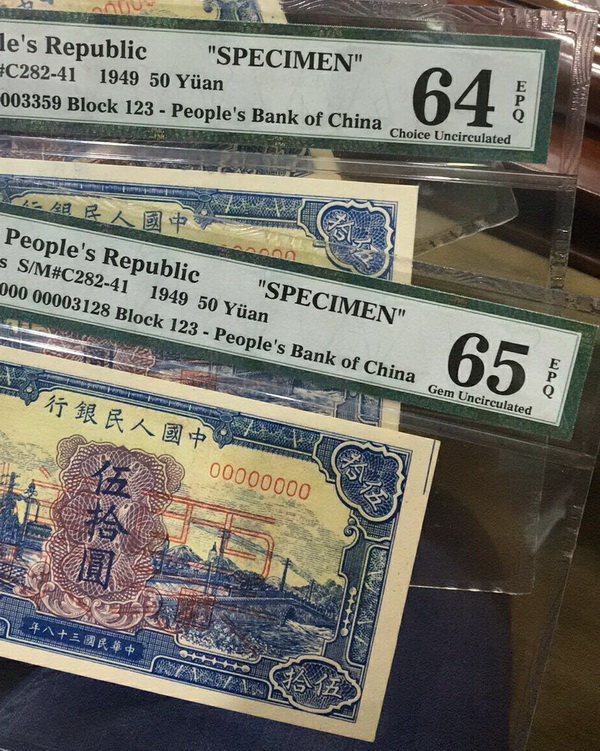 le's Republic "SPECIMEN"
#C282-41 1949 50 Yüan
003359 Block 123 - People's Bank of China
64
EPQ
Choice Uncirculated
行銀民人國中
拾伍
People's Republic "SPECIMEN"
s S/M#C282-41 1949 50 Yüan
000 00003128 Block 123 - People's Bank of China
65
EPQ
Gem Uncirculated
行銀民人國中
拾伍
00000000
伍拾圓
年八十三國民華中
拾伍